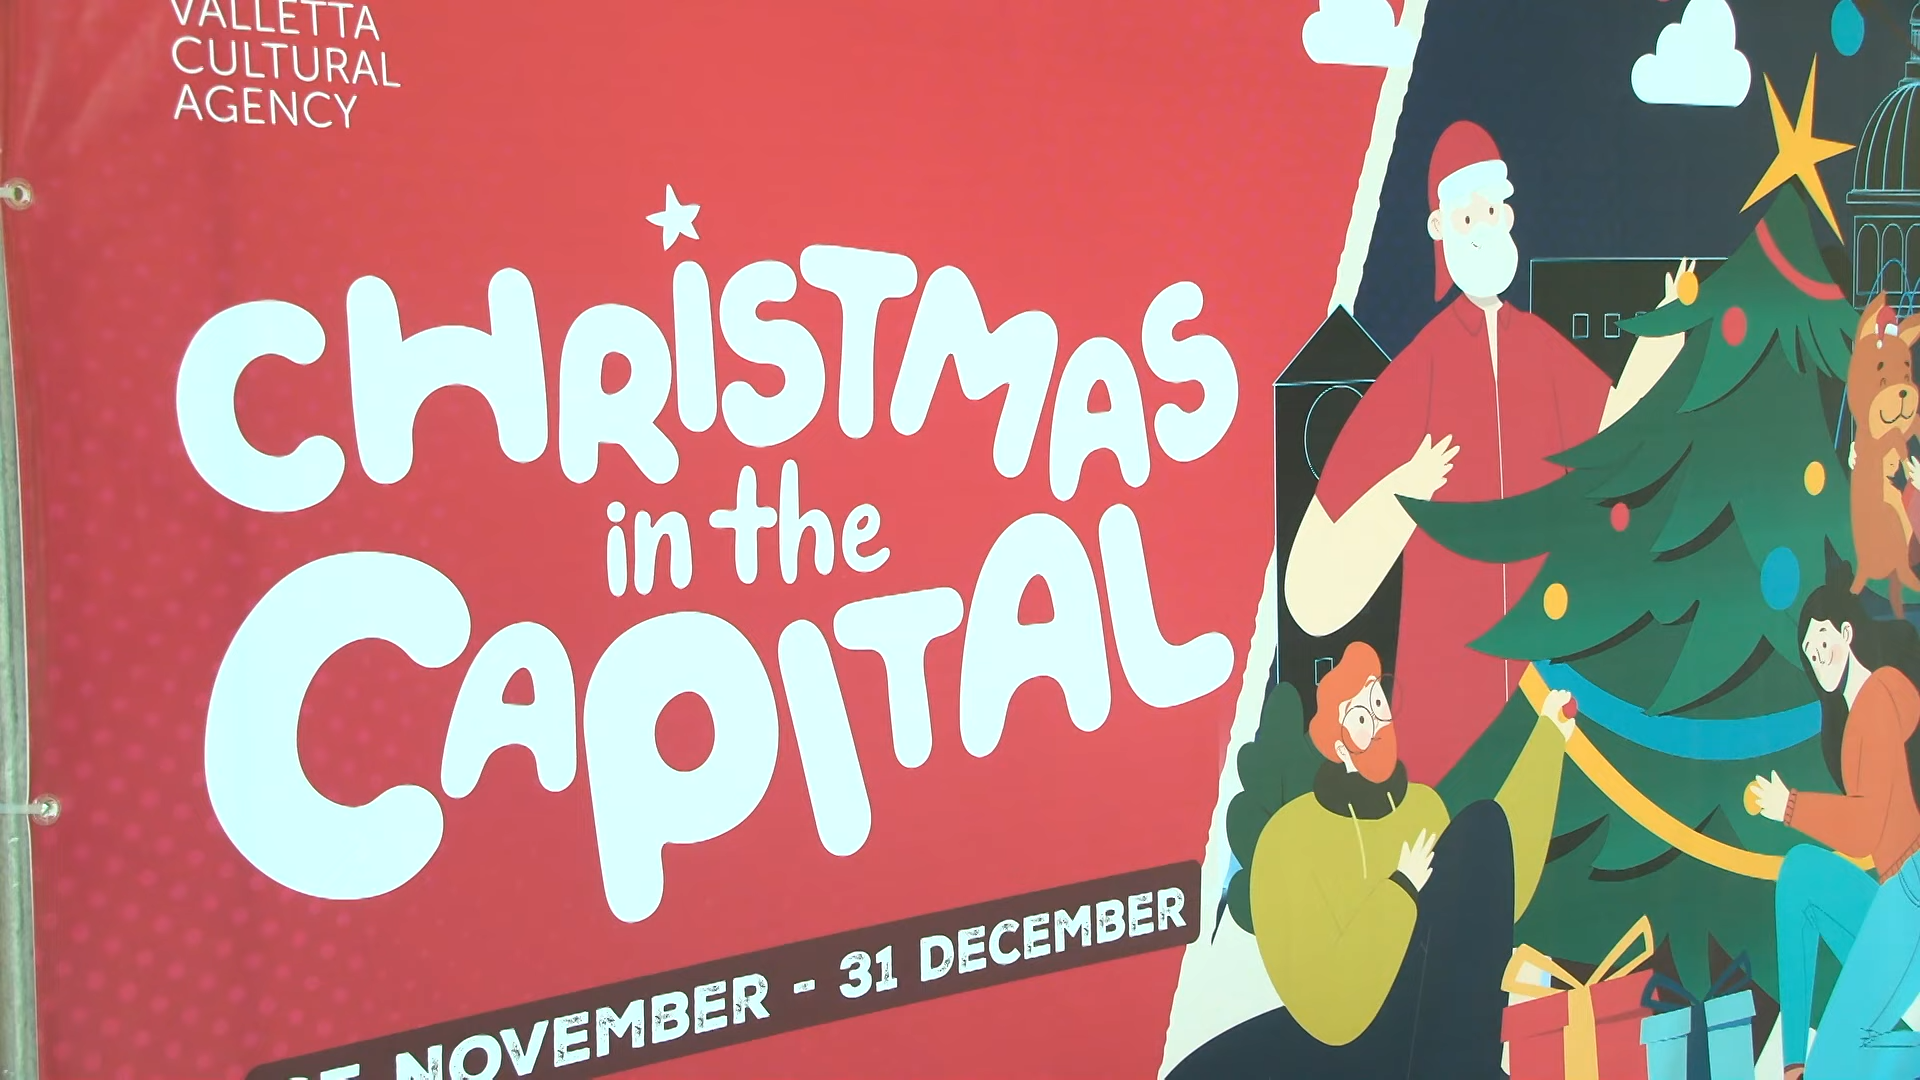 VALLETTA
CULTURAL
AGENCY
CHRISTMAS
in the
CAPITAL
NOVEMBER - 31 DECEMBER